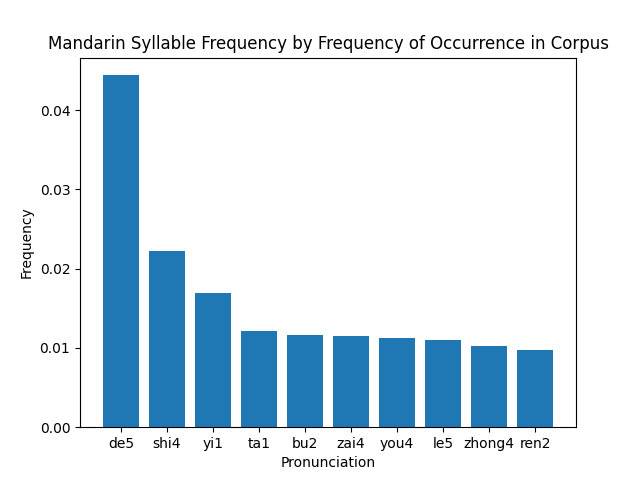 Mandarin Syllable Frequency by Frequency of Occurrence in Corpus
Frequency
0.04
0.03
0.02
0.01
0.00
de5 shi4 yi1 ta1 bu2 zai4 you4 le5 zhong4 ren2
Pronunciation